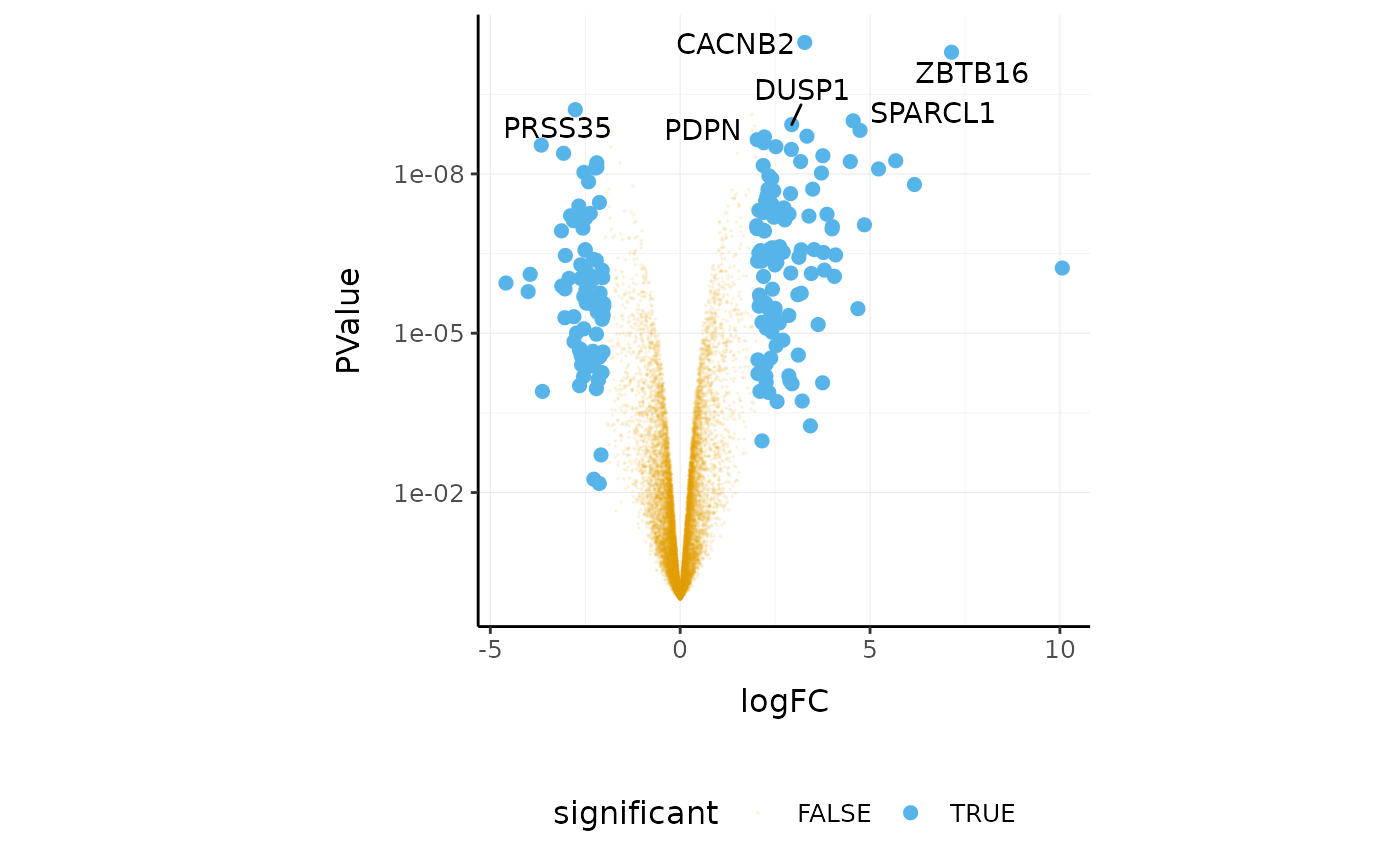 CACNB2
ZBTB16
DUSP1
SPARCL1
PRSS35
PDPN
1e-08
1e-05
1e-02
PValue
-5 0 5 10
logFC
significant FALSE TRUE